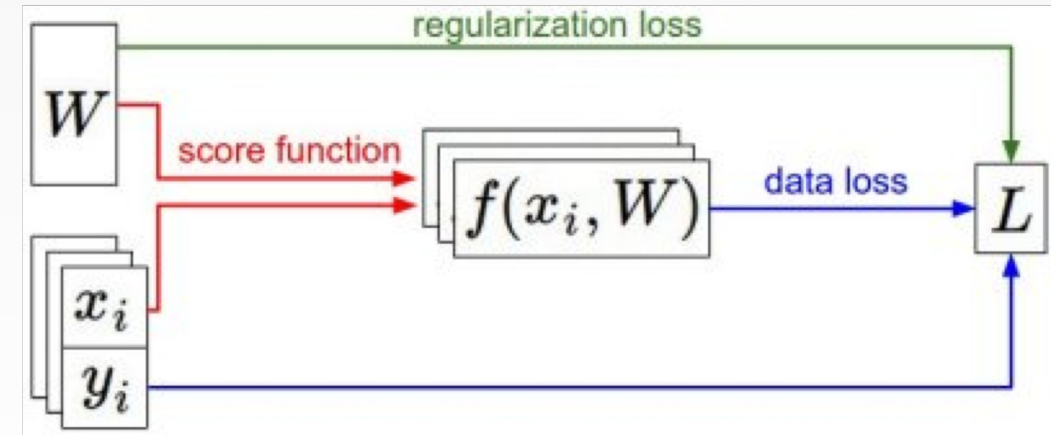 regularization loss
W
score function
f(x_i, W)
data loss
L
x_i
y_i